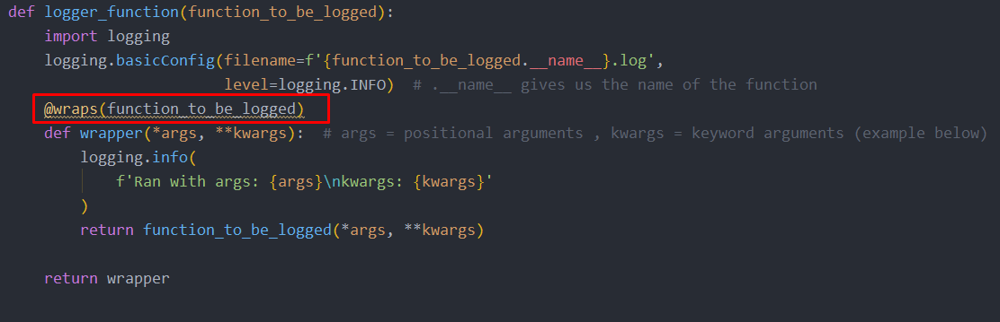 def logger_function(function_to_be_logged):
    import logging
    logging.basicConfig(filename=f'{function_to_be_logged.__name__}.log',
                        level=logging.INFO)  # .__name__ gives us the name of the function
    @wraps(function_to_be_logged)
    def wrapper(*args, **kwargs):  # args = positional arguments , kwargs = keyword arguments (example below)
        logging.info(
            f'Ran with args: {args}\nkwargs: {kwargs}'
        )
        return function_to_be_logged(*args, **kwargs)
    return wrapper